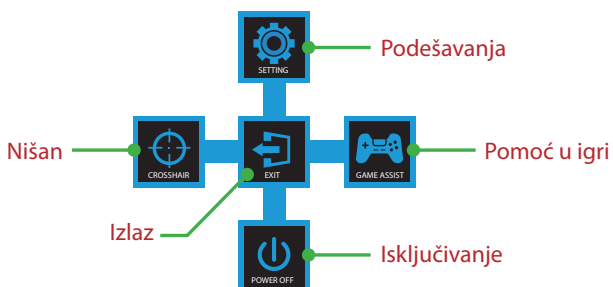 SETTING
Podešavanja
Nišan
CROSSHAIR
EXIT
GAME ASSIST
Pomoć u igri
Izlaz
POWER OFF
Isključivanje